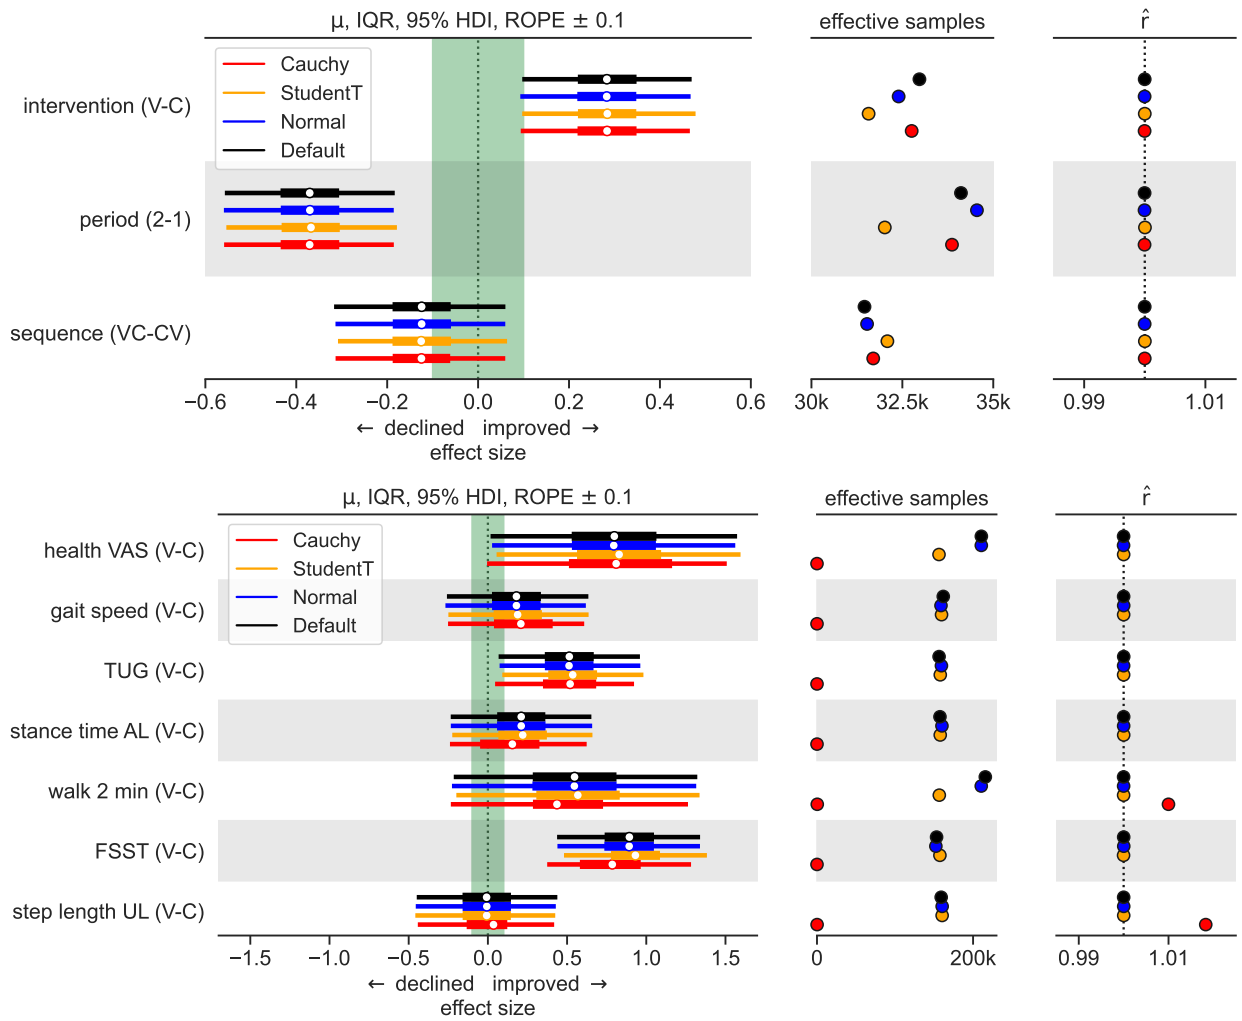 μ, IQR, 95% HDI, ROPE ± 0.1
effective samples
r̂
Cauchy
StudentT
Normal
Default
intervention (V-C)
period (2-1)
sequence (VC-CV)
−0.6 −0.4 −0.2 0.0 0.2 0.4 0.6
30k 32.5k 35k
0.99 1.01
← declined improved →
effect size
μ, IQR, 95% HDI, ROPE ± 0.1
effective samples
r̂
Cauchy
StudentT
Normal
Default
health VAS (V-C)
gait speed (V-C)
TUG (V-C)
stance time AL (V-C)
walk 2 min (V-C)
FSST (V-C)
step length UL (V-C)
−1.5 −1.0 −0.5 0.0 0.5 1.0 1.5
0 200k
0.99 1.01
← declined improved →
effect size